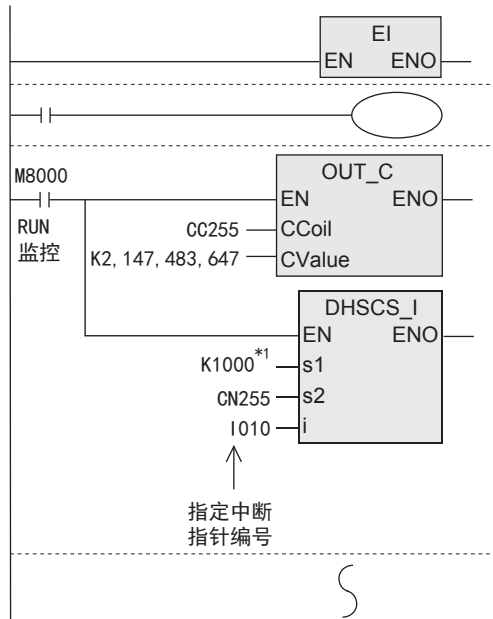 EI
EN ENO
M8000
RUN
监控
OUT_C
EN ENO
CC255 CCoil
K2, 147, 483, 647 CValue
DHSCS_I
EN ENO
K1000*1 s1
CN255 s2
I010 i
指定中断
指针编号